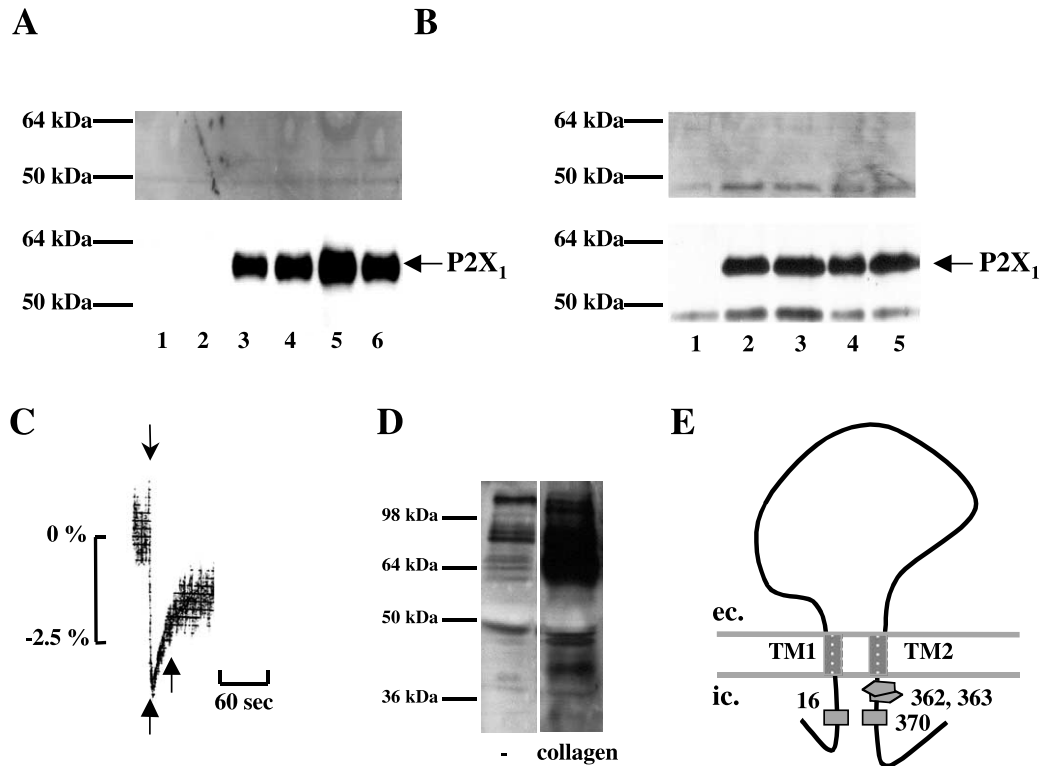 A
64 kDa
50 kDa
64 kDa
50 kDa
P2X1
1 2 3 4 5 6
B
64 kDa
50 kDa
64 kDa
50 kDa
P2X1
1 2 3 4 5
C
0 %
-2.5 %
60 sec
D
98 kDa
64 kDa
50 kDa
36 kDa
- collagen
E
ec.
TM1 TM2
ic.
16 362, 363
370